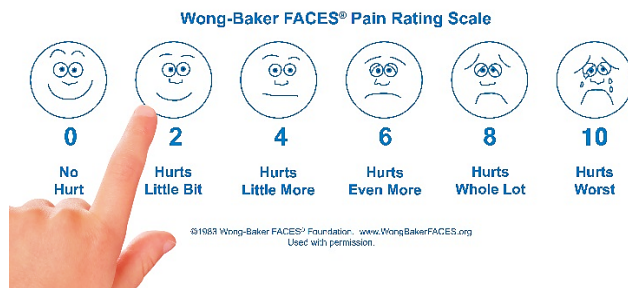 Wong-Baker FACES® Pain Rating Scale
0 2 4 6 8 10
No Hurts Hurts Hurts Hurts Hurts
Hurt Little Bit Little More Even More Whole Lot Worst
©1983 Wong-Baker FACES® Foundation. www.WongBakerFACES.org
Used with permission.